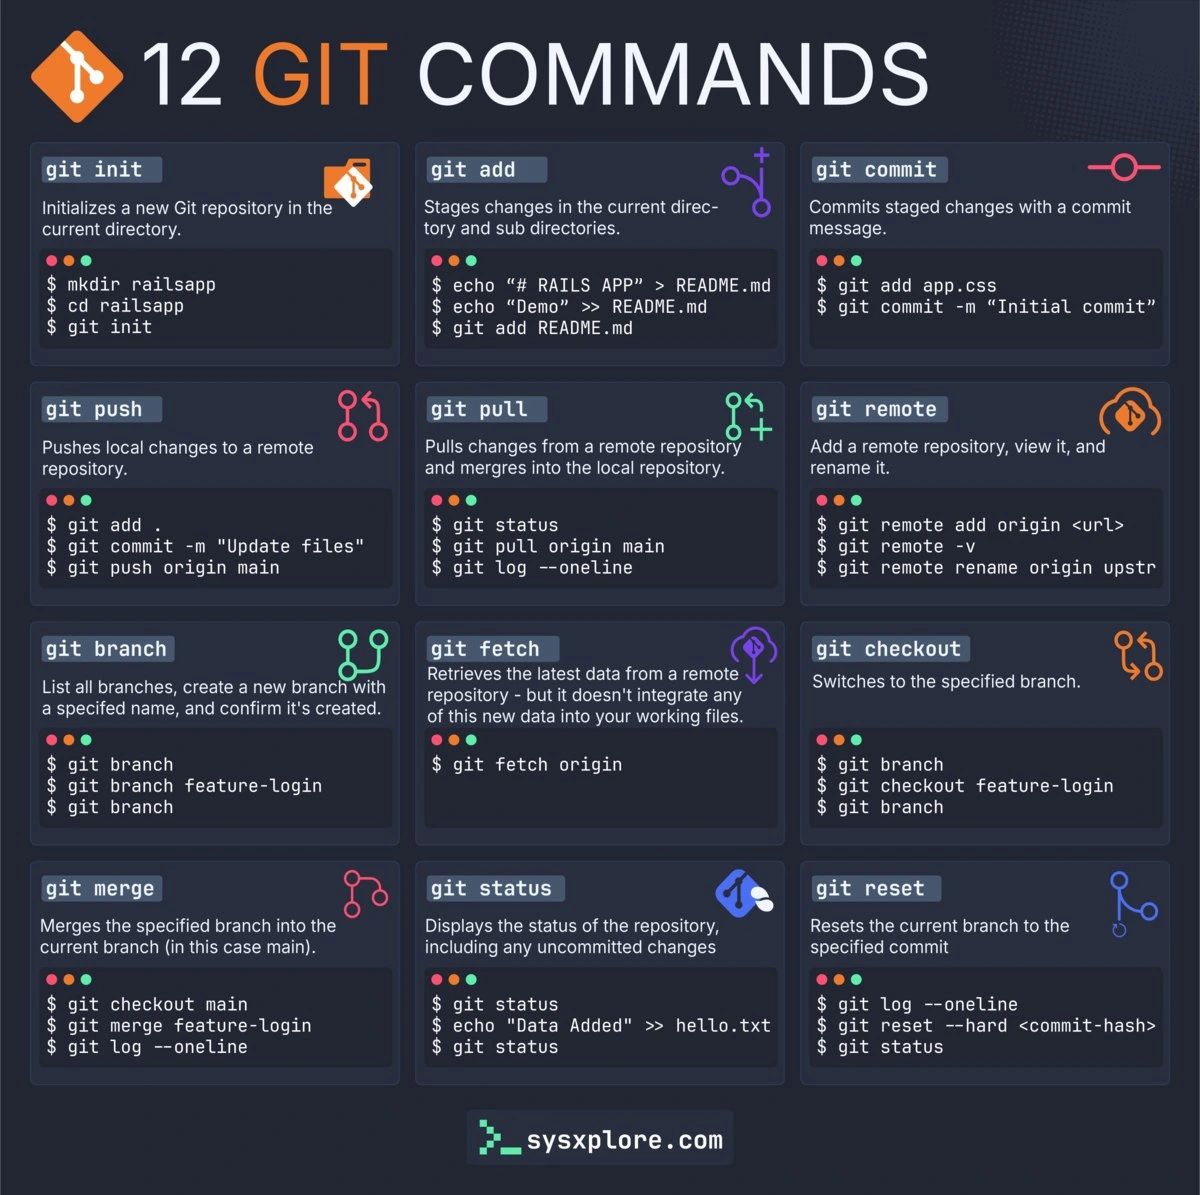 12 GIT COMMANDS
git init
Initializes a new Git repository in the
current directory.
$ mkdir railsapp
$ cd railsapp
$ git init
git add
Stages changes in the current direc-
tory and sub directories.
$ echo “# RAILS APP” > README.md
$ echo “Demo” >> README.md
$ git add README.md
git commit
Commits staged changes with a commit
message.
$ git add app.css
$ git commit -m “Initial commit”
git push
Pushes local changes to a remote
repository.
$ git add .
$ git commit -m "Update files"
$ git push origin main
git pull
Pulls changes from a remote repository
and mergres into the local repository.
$ git status
$ git pull origin main
$ git log --oneline
git remote
Add a remote repository, view it, and
rename it.
$ git remote add origin <url>
$ git remote -v
$ git remote rename origin upstr
git branch
List all branches, create a new branch with
a specifed name, and confirm it's created.
$ git branch
$ git branch feature-login
$ git branch
git fetch
Retrieves the latest data from a remote
repository - but it doesn't integrate any
of this new data into your working files.
$ git fetch origin
git checkout
Switches to the specified branch.
$ git branch
$ git checkout feature-login
$ git branch
git merge
Merges the specified branch into the
current branch (in this case main).
$ git checkout main
$ git merge feature-login
$ git log --oneline
git status
Displays the status of the repository,
including any uncommitted changes
$ git status
$ echo "Data Added" >> hello.txt
$ git status
git reset
Resets the current branch to the
specified commit
$ git log --oneline
$ git reset --hard <commit-hash>
$ git status
sysxplore.com